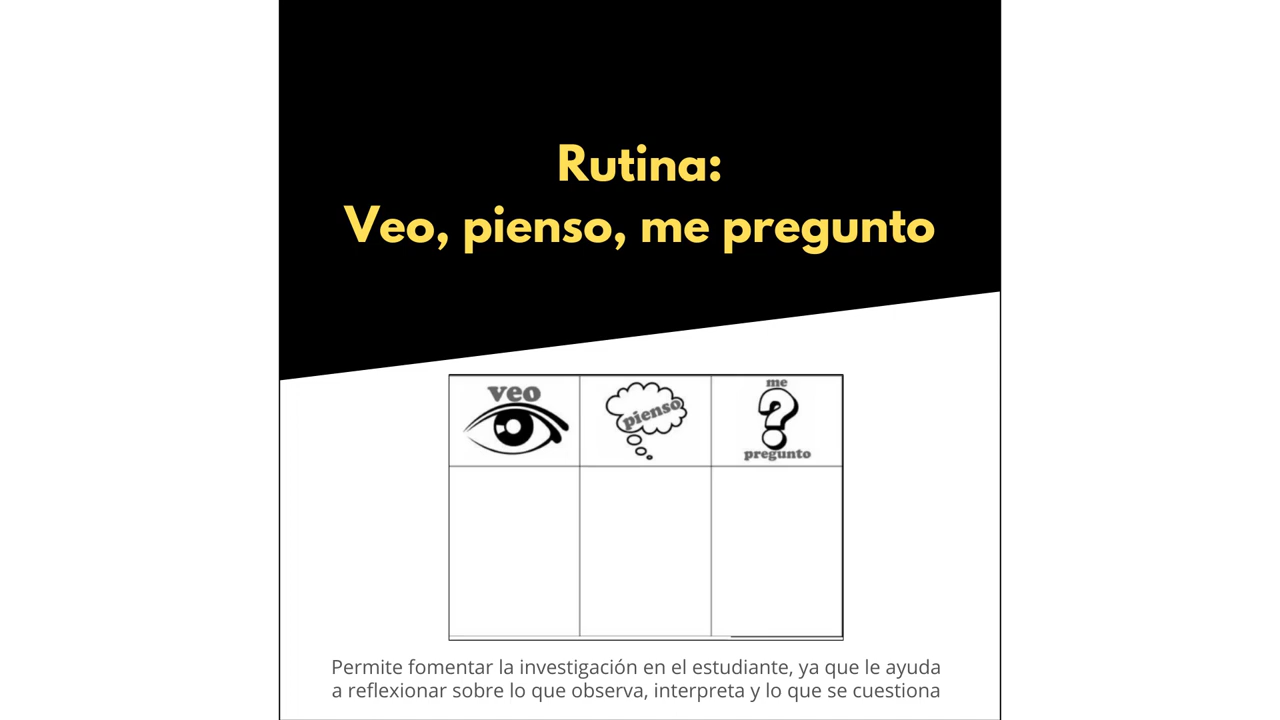 Rutina:
Veo, pienso, me pregunto
veo
pienso
me
pregunto
Permite fomentar la investigación en el estudiante, ya que le ayuda
a reflexionar sobre lo que observa, interpreta y lo que se cuestiona